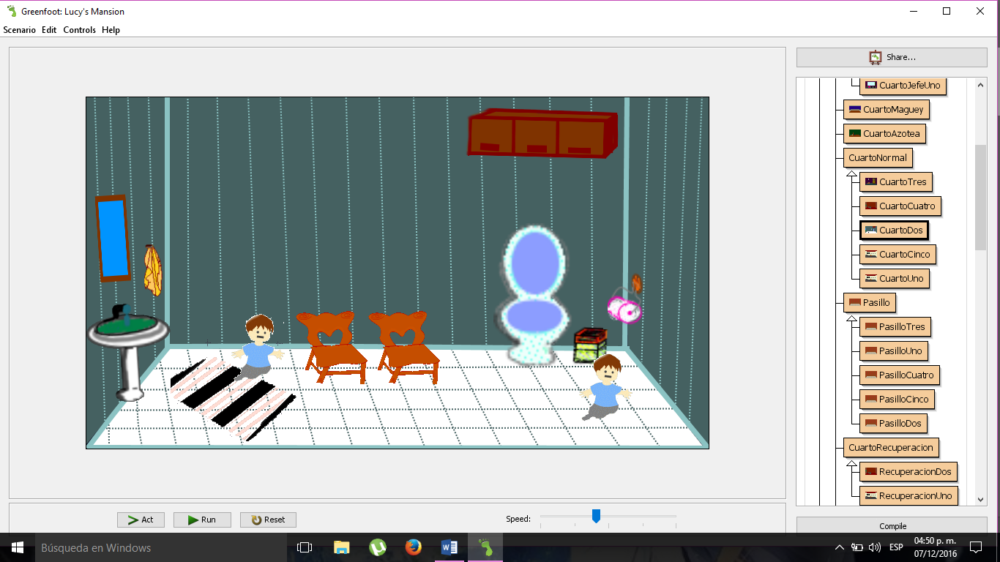 Greenfoot: Lucy's Mansion
Scenario Edit Controls Help
Share...
CuartoJefeUno
CuartoMaguey
CuartoAzotea
CuartoNormal
CuartoTres
CuartoCuatro
CuartoDos
CuartoCinco
CuartoUno
Pasillo
PasilloTres
PasilloUno
PasilloCuatro
PasilloCinco
PasilloDos
CuartoRecuperacion
RecuperacionDos
RecuperacionUno
Act Run Reset Speed:
Compile
Búsqueda en Windows
ESP
04:50 p. m.
07/12/2016